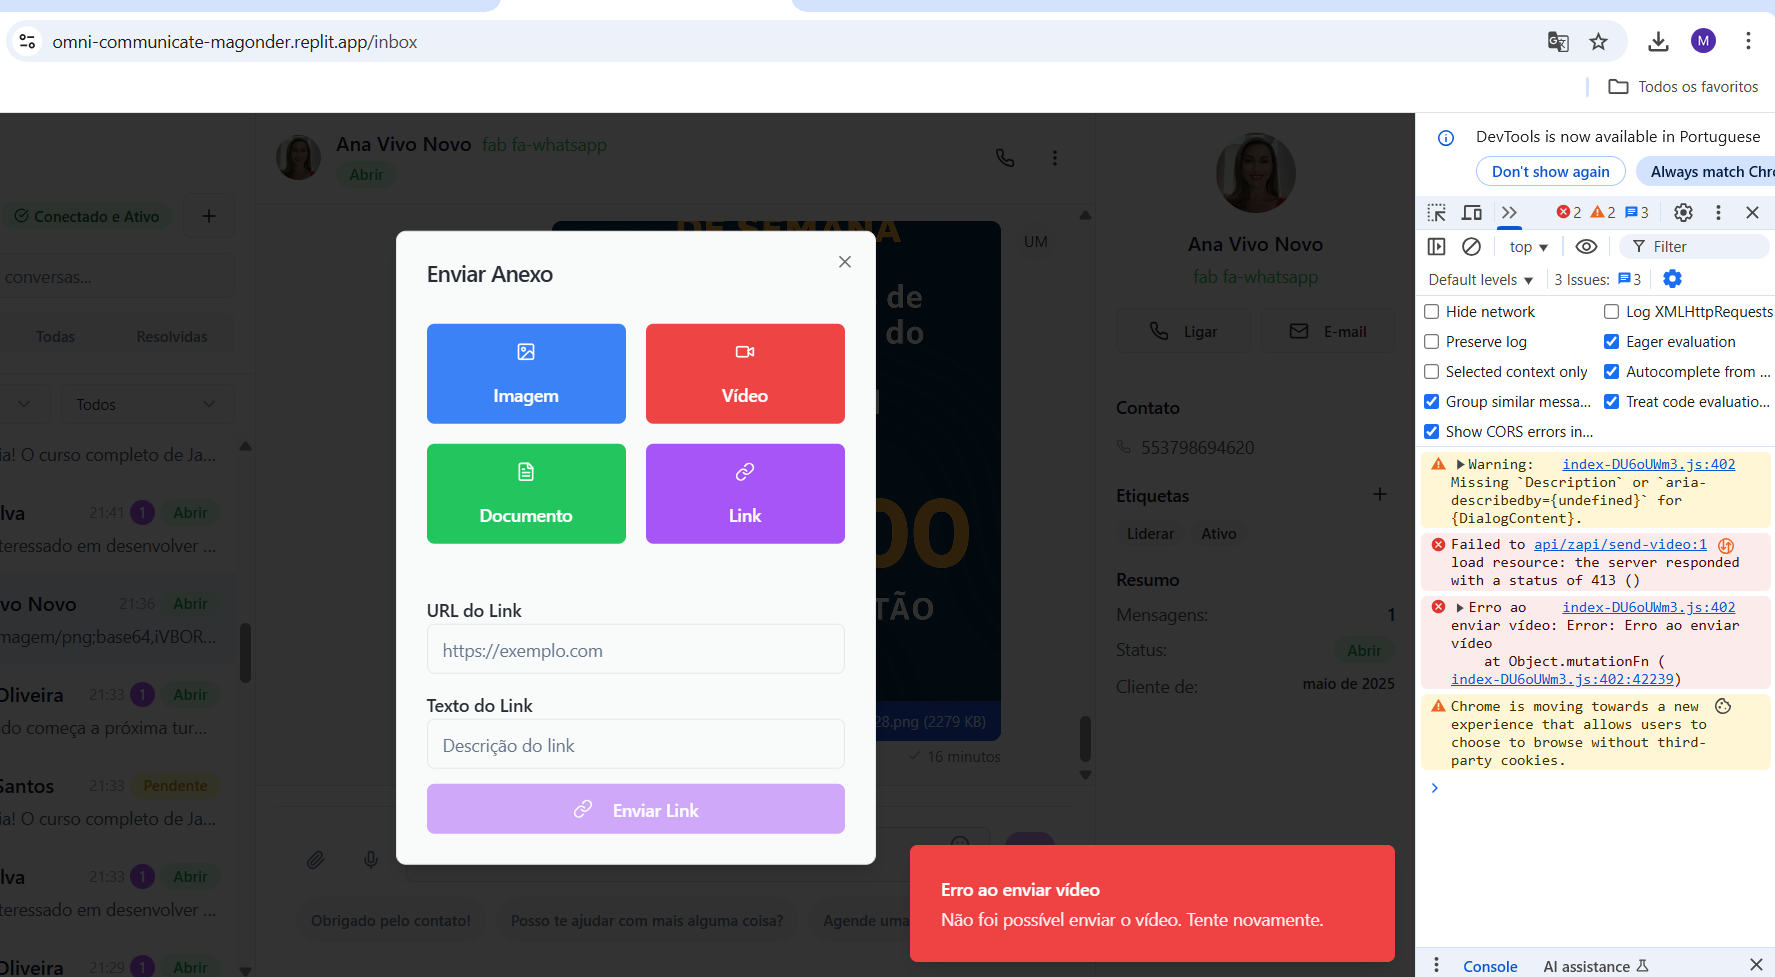 omni-communicate-magonder.replit.app/inbox
M
Todos os favoritos
Conectado e Ativo
conversas...
Todas
Resolvidas
Todos
ia! O curso completo de Ja...
lva
21:41
1
Abrir
teressado em desenvolver ...
vo Novo
21:36
Abrir
magem/png;base64,iVBOR...
Oliveira
21:33
1
Abrir
do começa a próxima tur...
Santos
21:33
Pendente
ia! O curso completo de Ja...
lva
21:33
1
Abrir
teressado em desenvolver ...
Oliveira
21:29
1
Abrir
Ana Vivo Novo
fab fa-whatsapp
Abrir
DE SEMANA
UM
de
do
00
TÃO
28.png (2279 KB)
16 minutos
Obrigado pelo contato!
Posso te ajudar com mais alguma coisa?
Agende uma
Enviar Anexo
Imagem
Vídeo
Documento
Link
URL do Link
https://exemplo.com
Texto do Link
Descrição do link
Enviar Link
Erro ao enviar vídeo
Não foi possível enviar o vídeo. Tente novamente.
Ana Vivo Novo
fab fa-whatsapp
Ligar
E-mail
Contato
553798694620
Etiquetas
Liderar
Ativo
Resumo
Mensagens:
1
Status:
Abrir
Cliente de:
maio de 2025
DevTools is now available in Portuguese
Don't show again
Always match Chr
2
2
3
top
Filter
Default levels
3 Issues:
3
Hide network
Log XMLHttpRequests
Preserve log
Eager evaluation
Selected context only
Autocomplete from ...
Group similar messa...
Treat code evaluatio...
Show CORS errors in...
Warning: index-DU6oUWm3.js:402
Missing `Description` or `aria-
describedby={undefined}` for
{DialogContent}.
Failed to api/zapi/send-video:1
load resource: the server responded
with a status of 413 ()
Erro ao index-DU6oUWm3.js:402
enviar vídeo: Error: Erro ao enviar
vídeo
at Object.mutationFn (
index-DU6oUWm3.js:402:42239)
Chrome is moving towards a new
experience that allows users to
choose to browse without third-
party cookies.
Console
AI assistance